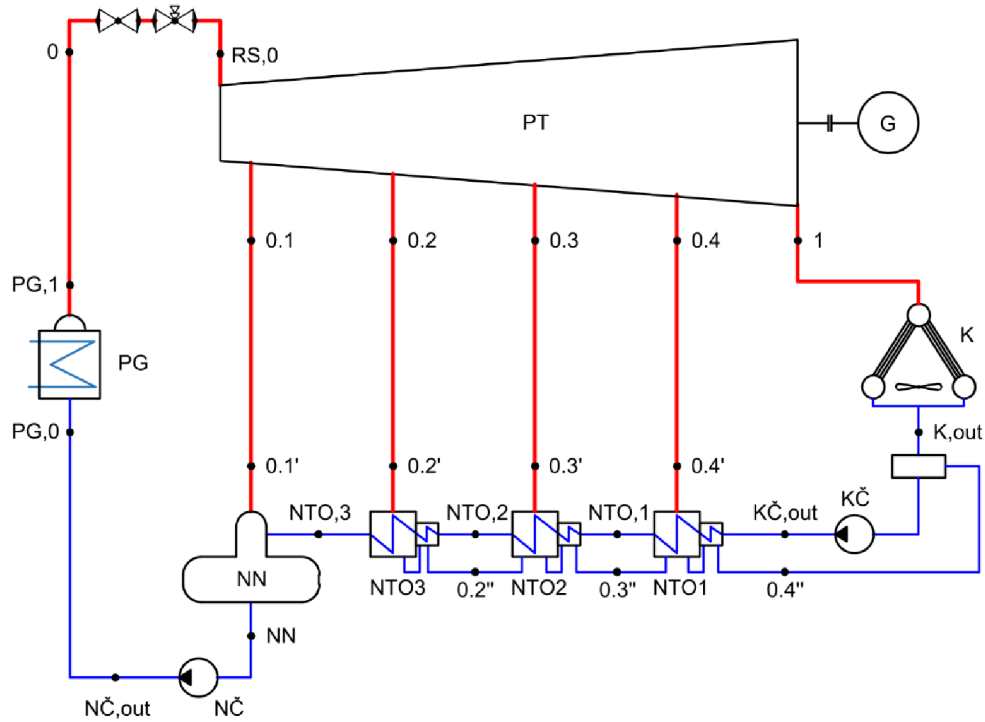 0
RS,0
PT
G
0.1
0.2
0.3
0.4
1
PG,1
PG
K
PG,0
K,out
0.1'
0.2'
0.3'
0.4'
NTO,3
NTO,2
NTO,1
KČ,out
KČ
NN
NTO3
0.2"
NTO2
0.3"
NTO1
0.4"
NN
NČ,out
NČ